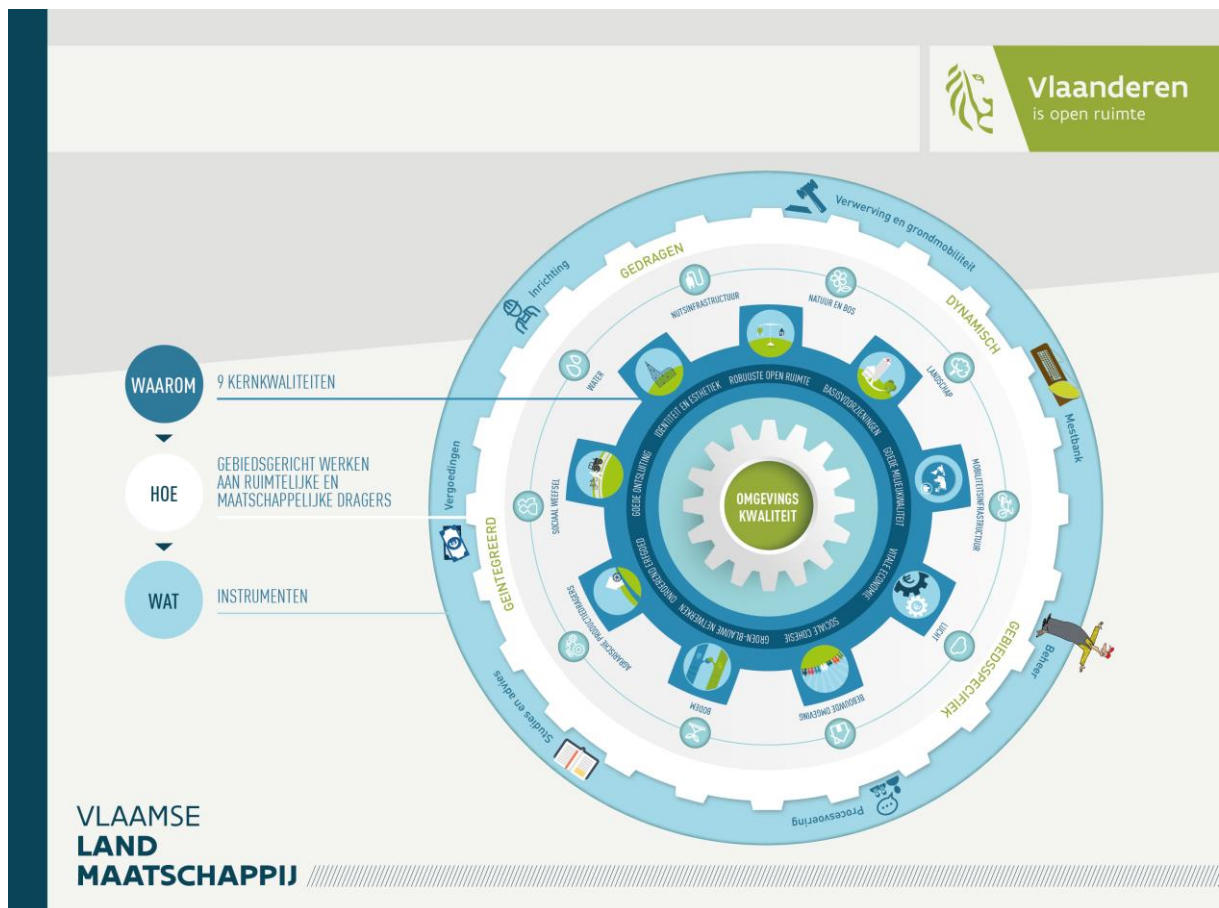 Vlaanderen
is open ruimte
WAAROM
9 KERNKWALITEITEN
HOE
GEBIEDSGERICHT WERKEN
AAN RUIMTELIJKE EN
MAATSCHAPPELIJKE DRAGERS
WAT
INSTRUMENTEN
Verwerving en grondmobiliteit
Mestbank
Beheer
Procesvoering
Studies en advies
Vergoedingen
Inrichting
GEDRAGEN
DYNAMISCH
GEBIEDSSPECIFIEK
GEÏNTEGREERD
NUTSINFRASTRUCTUUR
NATUUR EN BOS
LANDSCHAP
MOBILITEITSINFRASTRUCTUUR
LUCHT
BEBOUWDE OMGEVING
BODEM
AGRARISCHE PRODUCTIEDRAGERS
SOCIAAL WEEFSEL
WATER
ROBUUSTE OPEN RUIMTE
BASISVOORZIENINGEN
GOEDE MILIEUKWALITEIT
VITALE ECONOMIE
SOCIALE COHESIE
GROEN-BLAUWE NETWERKEN
ONROEREND ERFGOED
GOEDE ONTSLUITING
IDENTITEIT EN ESTHETIEK
OMGEVINGS
KWALITEIT
VLAAMSE
LAND
MAATSCHAPPIJ